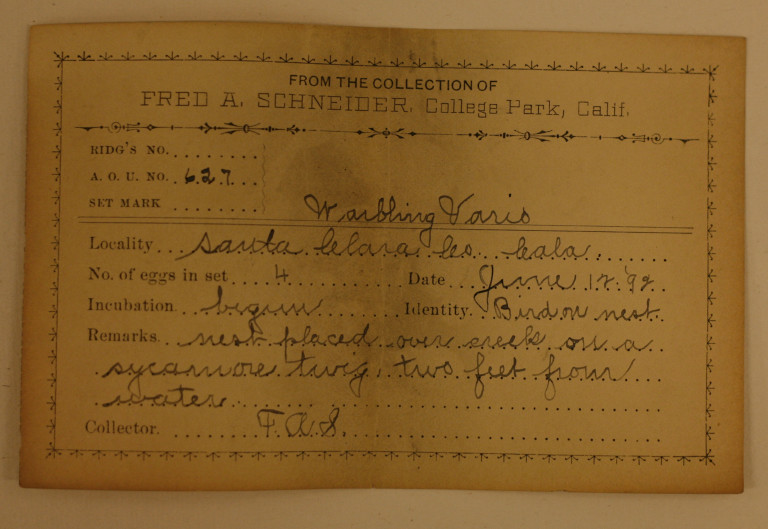 FROM THE COLLECTION OF
FRED A. SCHNEIDER, College Park, Calif.
RIDG'S NO.
A. O. U. NO. 627
SET MARK
Warbling Vario
Locality Santa Clara Co. Cala
No. of eggs in set 4 Date June 12 '92
Incubation begun Identity. Bird on nest
Remarks nest placed over creek on a
sycamore twig, two feet from
water
Collector. F. A. S.